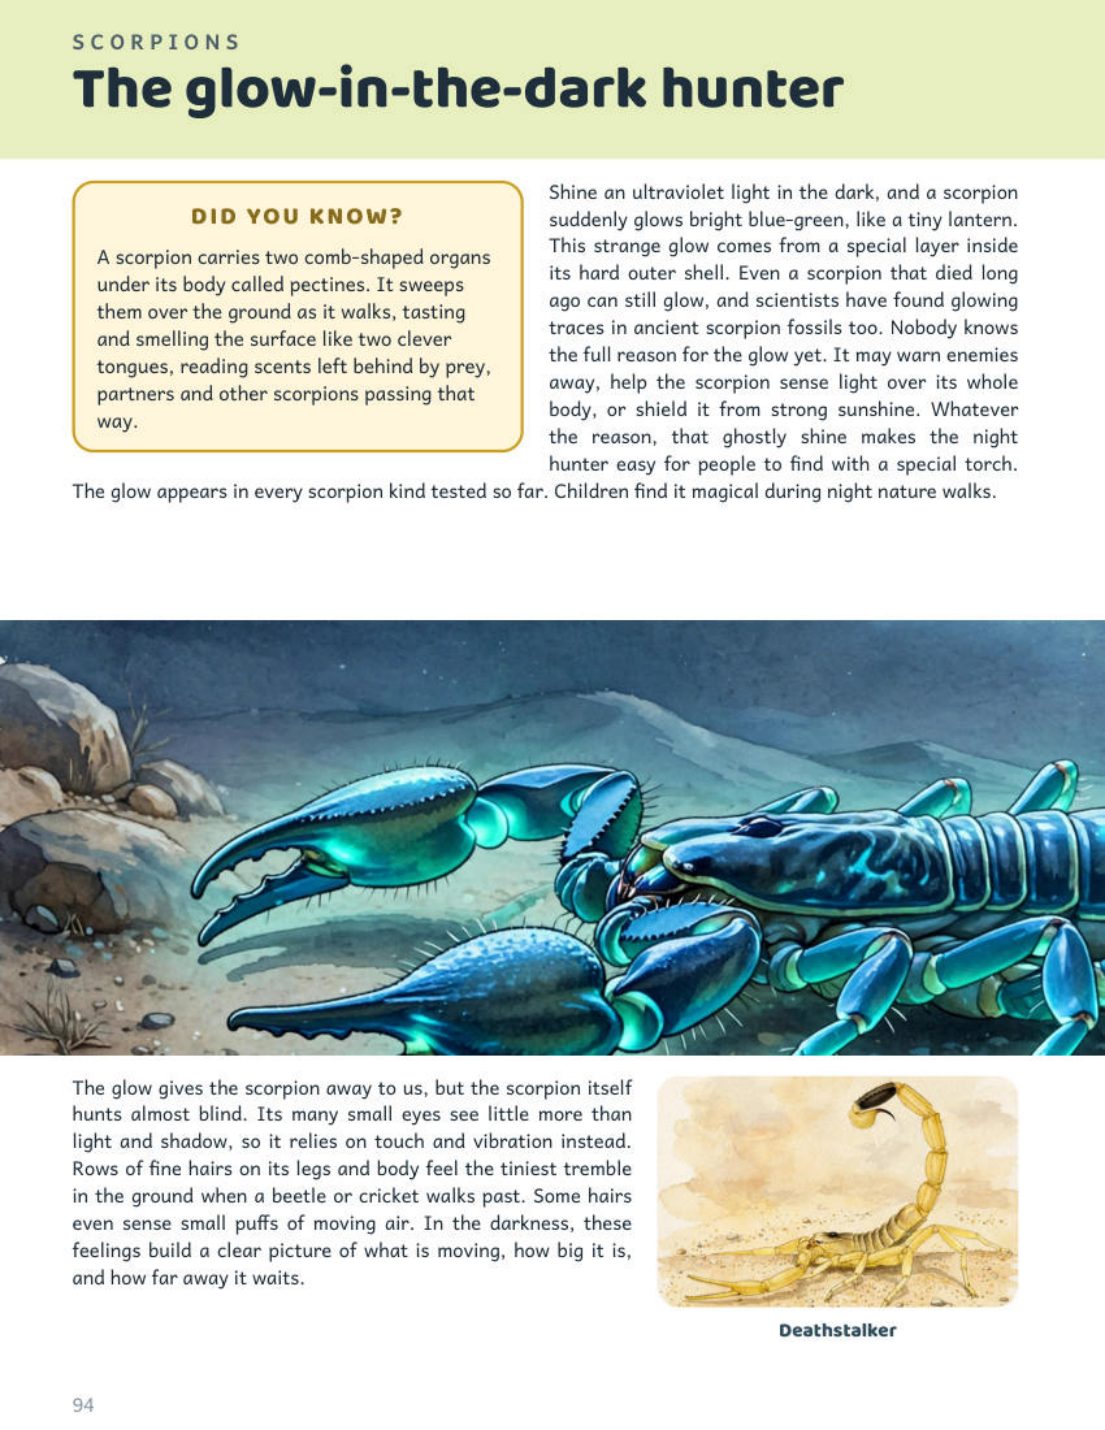 SCORPIONS
The glow-in-the-dark hunter
DID YOU KNOW?
A scorpion carries two comb-shaped organs
under its body called pectines. It sweeps
them over the ground as it walks, tasting
and smelling the surface like two clever
tongues, reading scents left behind by prey,
partners and other scorpions passing that
way.
Shine an ultraviolet light in the dark, and a scorpion
suddenly glows bright blue-green, like a tiny lantern.
This strange glow comes from a special layer inside
its hard outer shell. Even a scorpion that died long
ago can still glow, and scientists have found glowing
traces in ancient scorpion fossils too. Nobody knows
the full reason for the glow yet. It may warn enemies
away, help the scorpion sense light over its whole
body, or shield it from strong sunshine. Whatever
the reason, that ghostly shine makes the night
hunter easy for people to find with a special torch.
The glow appears in every scorpion kind tested so far. Children find it magical during night nature walks.
The glow gives the scorpion away to us, but the scorpion itself
hunts almost blind. Its many small eyes see little more than
light and shadow, so it relies on touch and vibration instead.
Rows of fine hairs on its legs and body feel the tiniest tremble
in the ground when a beetle or cricket walks past. Some hairs
even sense small puffs of moving air. In the darkness, these
feelings build a clear picture of what is moving, how big it is,
and how far away it waits.
Deathstalker
94